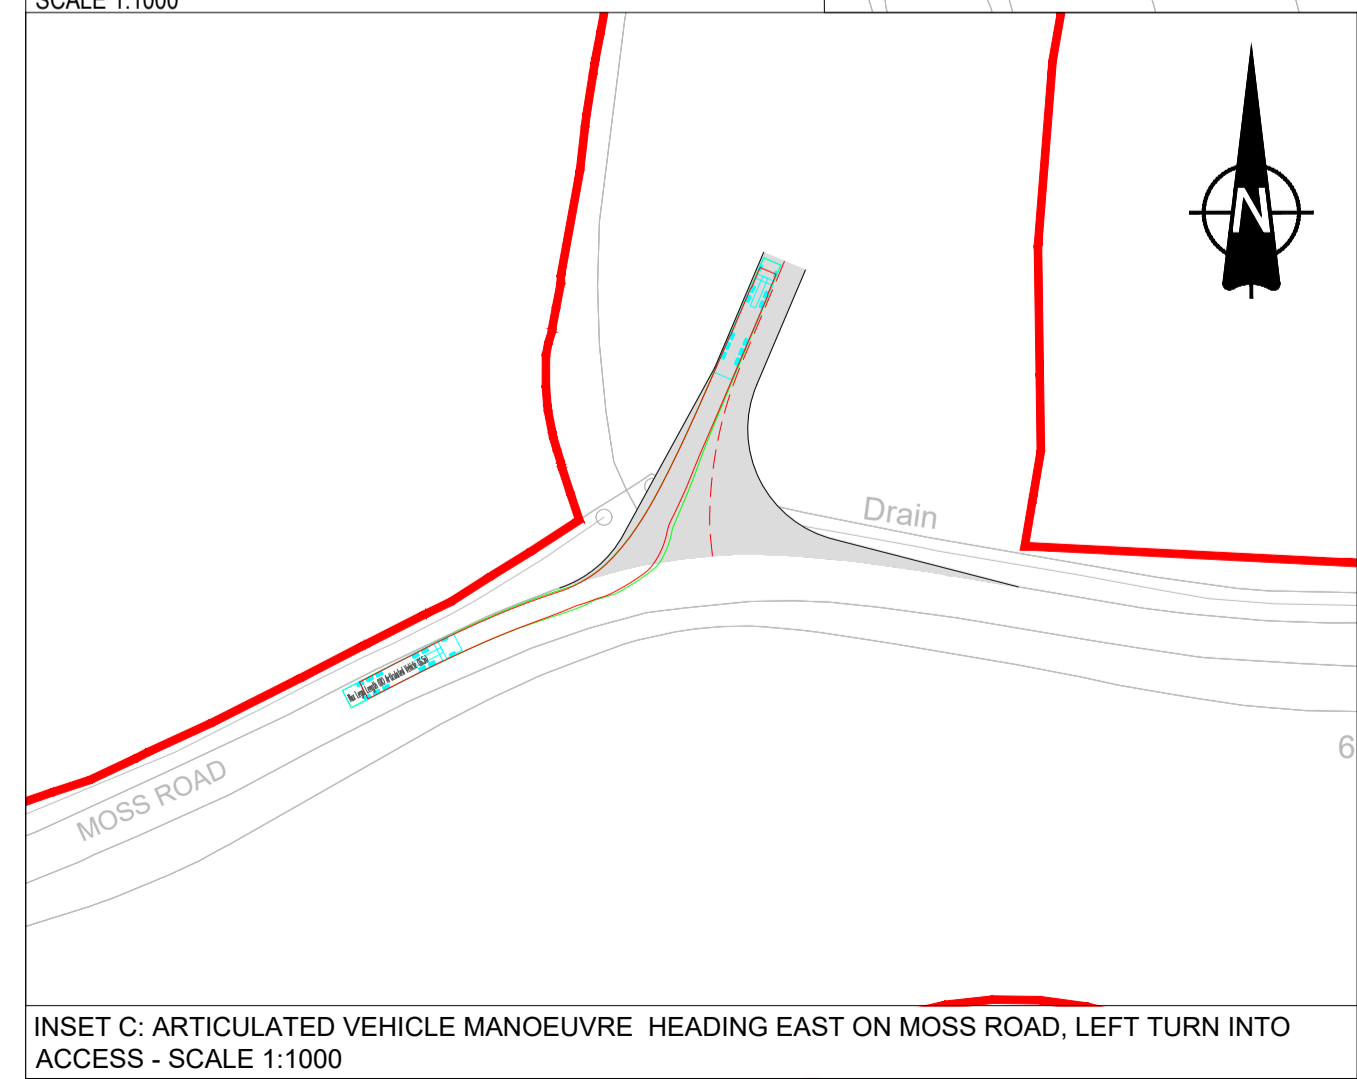 SCALE 1:1000
N
Drain
MOSS ROAD
6
INSET C: ARTICULATED VEHICLE MANOEUVRE HEADING EAST ON MOSS ROAD, LEFT TURN INTO
ACCESS - SCALE 1:1000